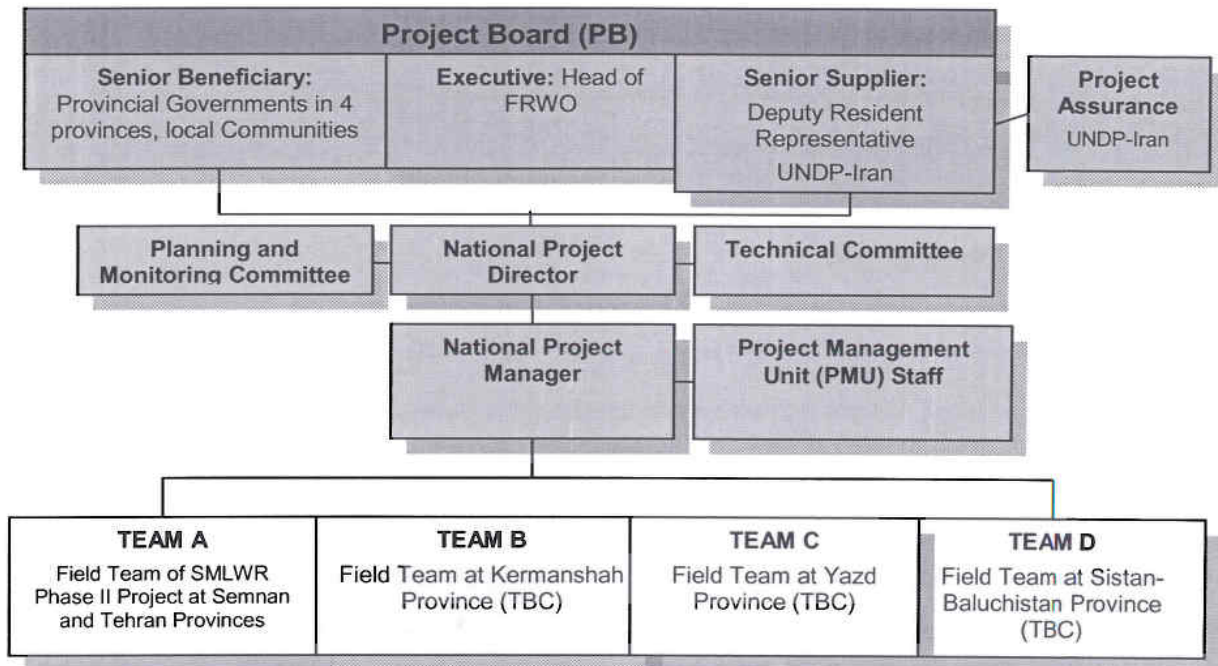 Project Board (PB)
Senior Beneficiary:
Provincial Governments in 4
provinces, local Communities
Executive: Head of
FRWO
Senior Supplier:
Deputy Resident
Representative
UNDP-Iran
Project
Assurance
UNDP-Iran
Planning and
Monitoring Committee
National Project
Director
Technical Committee
National Project
Manager
Project Management
Unit (PMU) Staff
TEAM A
Field Team of SMLWR
Phase II Project at Semnan
and Tehran Provinces
TEAM B
Field Team at Kermanshah
Province (TBC)
TEAM C
Field Team at Yazd
Province (TBC)
TEAM D
Field Team at Sistan-
Baluchistan Province
(TBC)